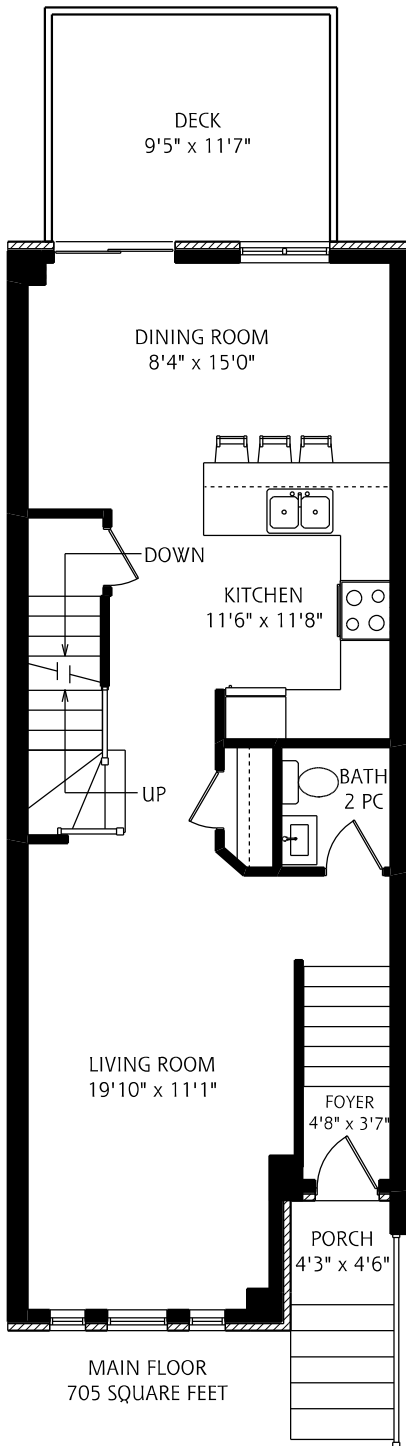 DECK
9'5" x 11'7"
DINING ROOM
8'4" x 15'0"
DOWN
KITCHEN
11'6" x 11'8"
UP
BATH
2 PC
LIVING ROOM
19'10" x 11'1"
FOYER
4'8" x 3'7"
PORCH
4'3" x 4'6"
MAIN FLOOR
705 SQUARE FEET